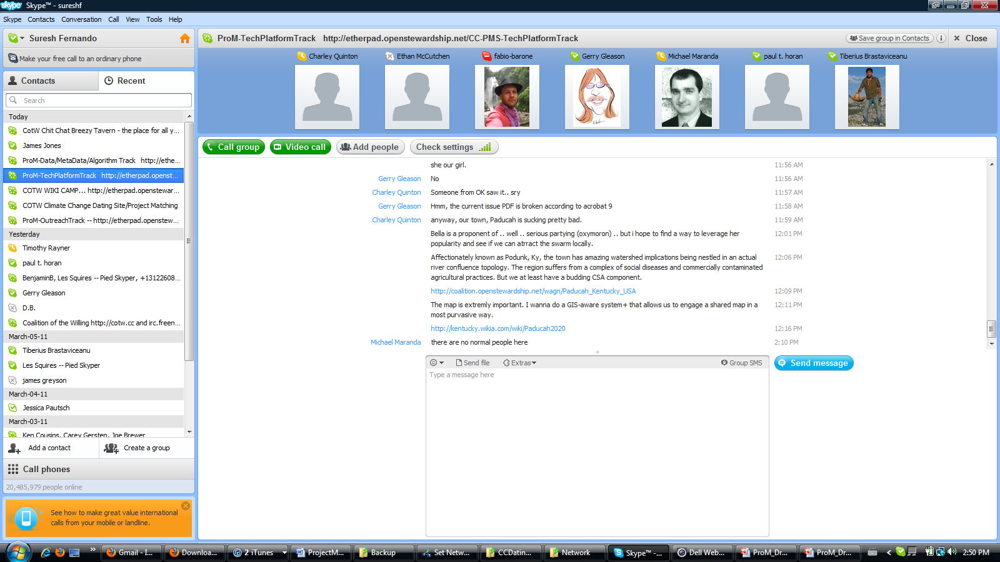 skype Skype™ - sureshf
Skype Contacts Conversation Call View Tools Help
Suresh Fernando
Make your free call to an ordinary phone
Contacts Recent
Search
Today
CotW Chit Chat Breezy Tavern - the place for all y...
James Jones
ProM-Data/MetaData/Algorithm Track http://ethe...
ProM-TechPlatformTrack http://etherpad.openst...
COTW WIKI CAMP... http://etherpad.openstewar...
COTW Climate Change Dating Site/Project Matching
ProM-OutreachTrack -- http://etherpad.openstew...
Yesterday
Timothy Rayner
paul t. horan
BenjaminB, Les Squires -- Pied Skyper, +13122608...
Gerry Gleason
D.B.
Coalition of the Willing http://cotw.cc and irc.freen...
March-05-11
Tiberius Brastaviceanu
Les Squires -- Pied Skyper
james greyson
March-04-11
Jessica Pautsch
March-03-11
Ken Cousins, Carey Gersten, Joe Brewer
Add a contact Create a group
Call phones
20,485,979 people online
See how to make great value international
calls from your mobile or landline.
ProM-TechPlatformTrack http://etherpad.openstewardship.net/CC-PMS-TechPlatformTrack
Save group in Contacts Close
Charley Quinton Ethan McCutchen fabio-barone Gerry Gleason Michael Maranda paul t. horan Tiberius Brastaviceanu
Call group Video call Add people Check settings
she our girl. 11:56 AM
Gerry Gleason No 11:56 AM
Charley Quinton Someone from OK saw it.. sry 11:57 AM
Gerry Gleason Hmm, the current issue PDF is broken according to acrobat 9 11:58 AM
Charley Quinton anyway, our town, Paducah is sucking pretty bad. 11:59 AM
Bella is a proponent of .. well .. serious partying (oxymoron) .. but i hope to find a way to leverage her 12:01 PM
popularity and see if we can atrract the swarm locally.
Affectionately known as Podunk, Ky, the town has amazing watershed implications being nestled in an actual 12:06 PM
river confluence topology. The region suffers from a complex of social diseases and commercially contaminated
agricultural practices. But we at least have a budding CSA component.
http://coalition.openstewardship.net/wagn/Paducah_Kentucky_USA 12:09 PM
The map is extremly important. I wanna do a GIS-aware system+ that allows us to engage a shared map in a 12:11 PM
most purvasive way.
http://kentucky.wikia.com/wiki/Paducah2020 12:16 PM
Michael Maranda there are no normal people here 2:10 PM
Send file Extras Group SMS Send message
Type a message here
Gmail - I... Downloa... 2 iTunes ProjectM... Backup Set Netw... CCDatin... Network Skype™ -... Dell Web... ProM_Dr... ProM_Dr... 2:50 PM